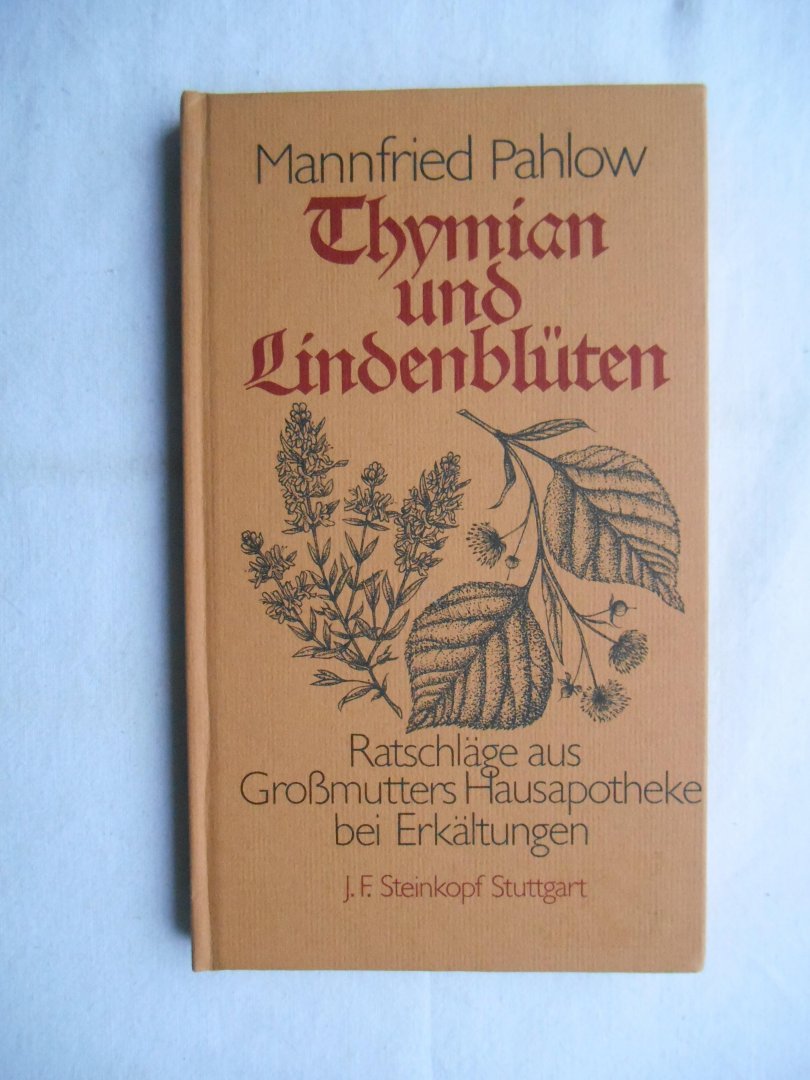 Mannfried Pahlow
Thymian
und
Lindenblüten
Ratschläge aus
Großmutters Hausapotheke
bei Erkältungen
J. F. Steinkopf Stuttgart